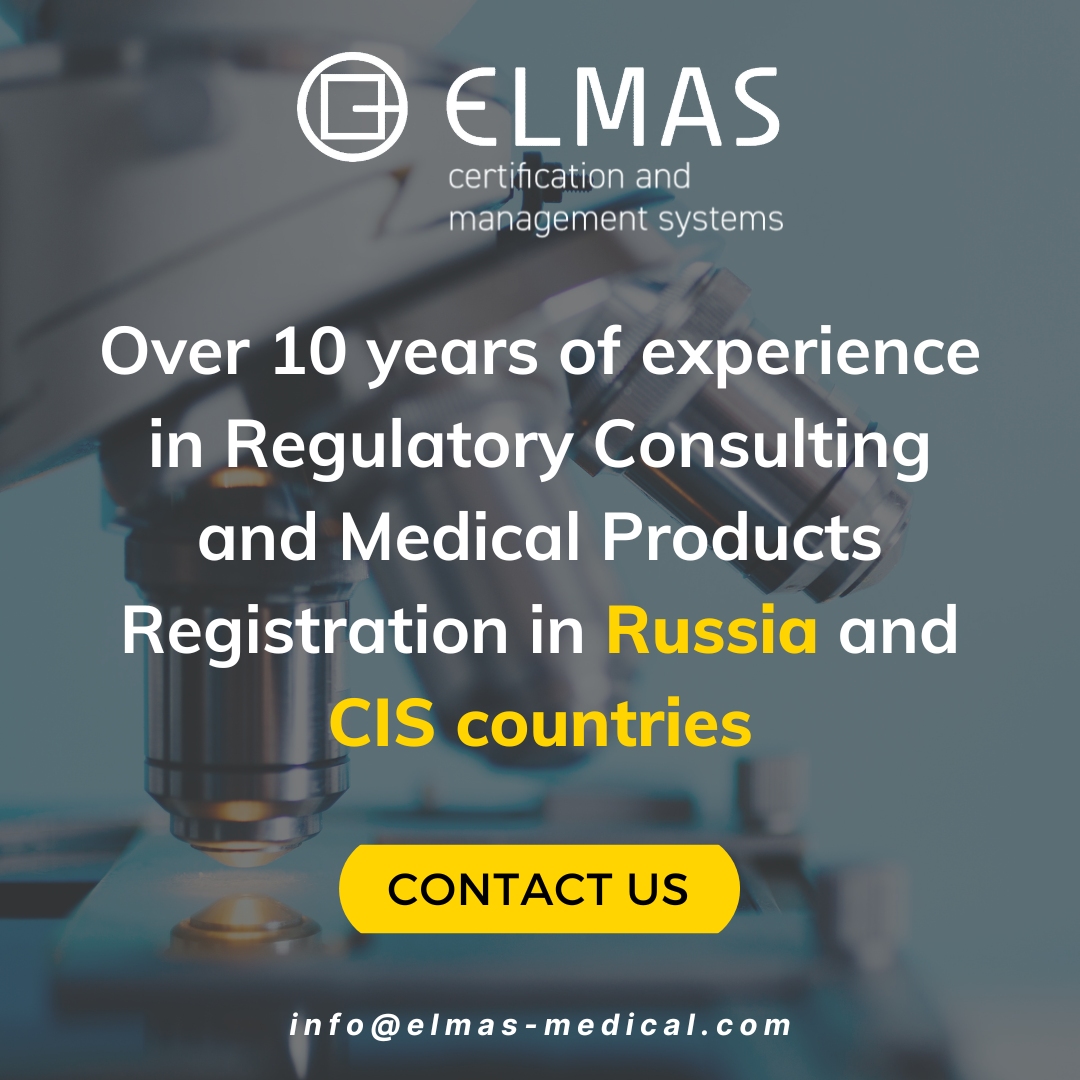 ELMAS
certification and
management systems
Over 10 years of experience
in Regulatory Consulting
and Medical Products
Registration in Russia and
CIS countries
CONTACT US
info@elmas-medical.com